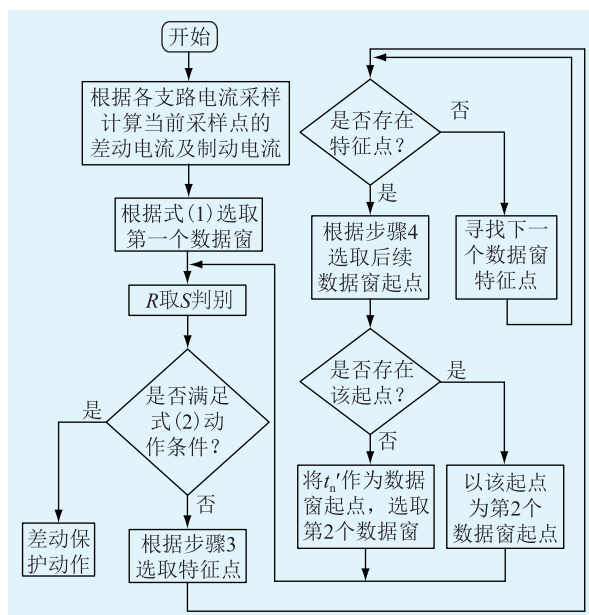 开始
根据各支路电流采样
计算当前采样点的
差动电流及制动电流
根据式(1)选取
第一个数据窗
R取S判别
是否满足
式(2)动
作条件?
是
否
差动保
护动作
根据步骤3
选取特征点
是否存在
特征点?
否
是
寻找下一
个数据窗
特征点
根据步骤4
选取后续
数据窗起点
是否存在
该起点?
是
否
将tn′作为数据
窗起点，选取
第2个数据窗
以该起点
为第2个
数据窗起点